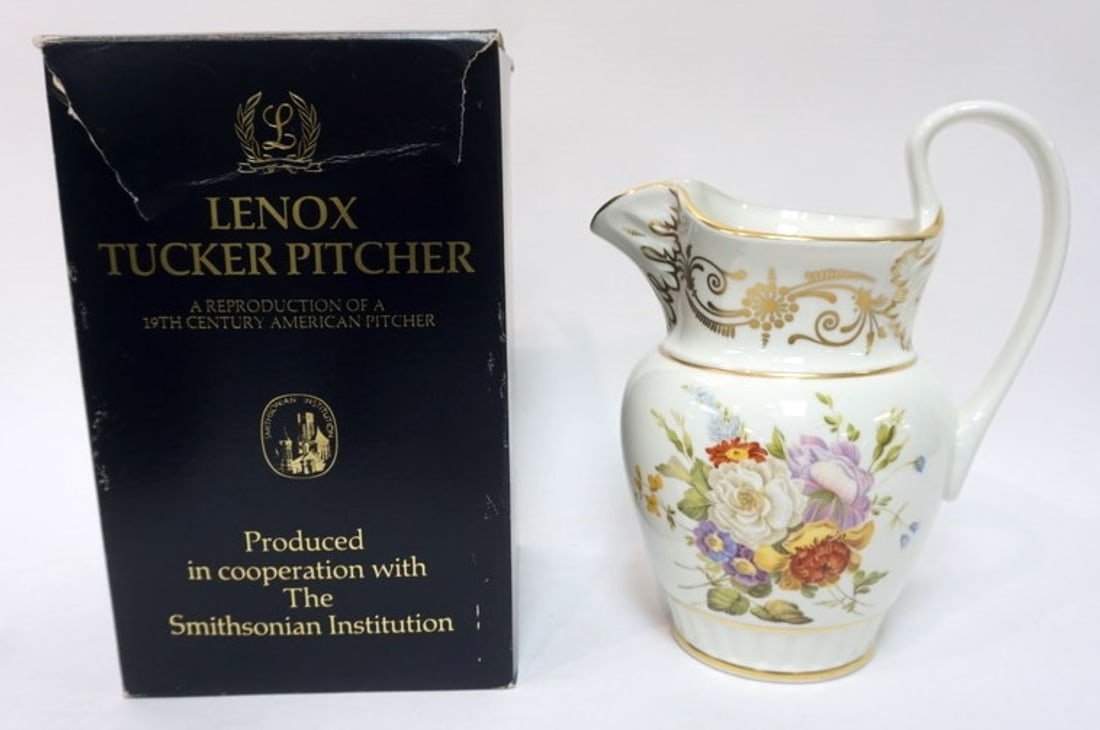 L
LENOX
TUCKER PITCHER
A REPRODUCTION OF A
19TH CENTURY AMERICAN PITCHER
SMITHSONIAN INSTITUTION
Produced
in cooperation with
The
Smithsonian Institution